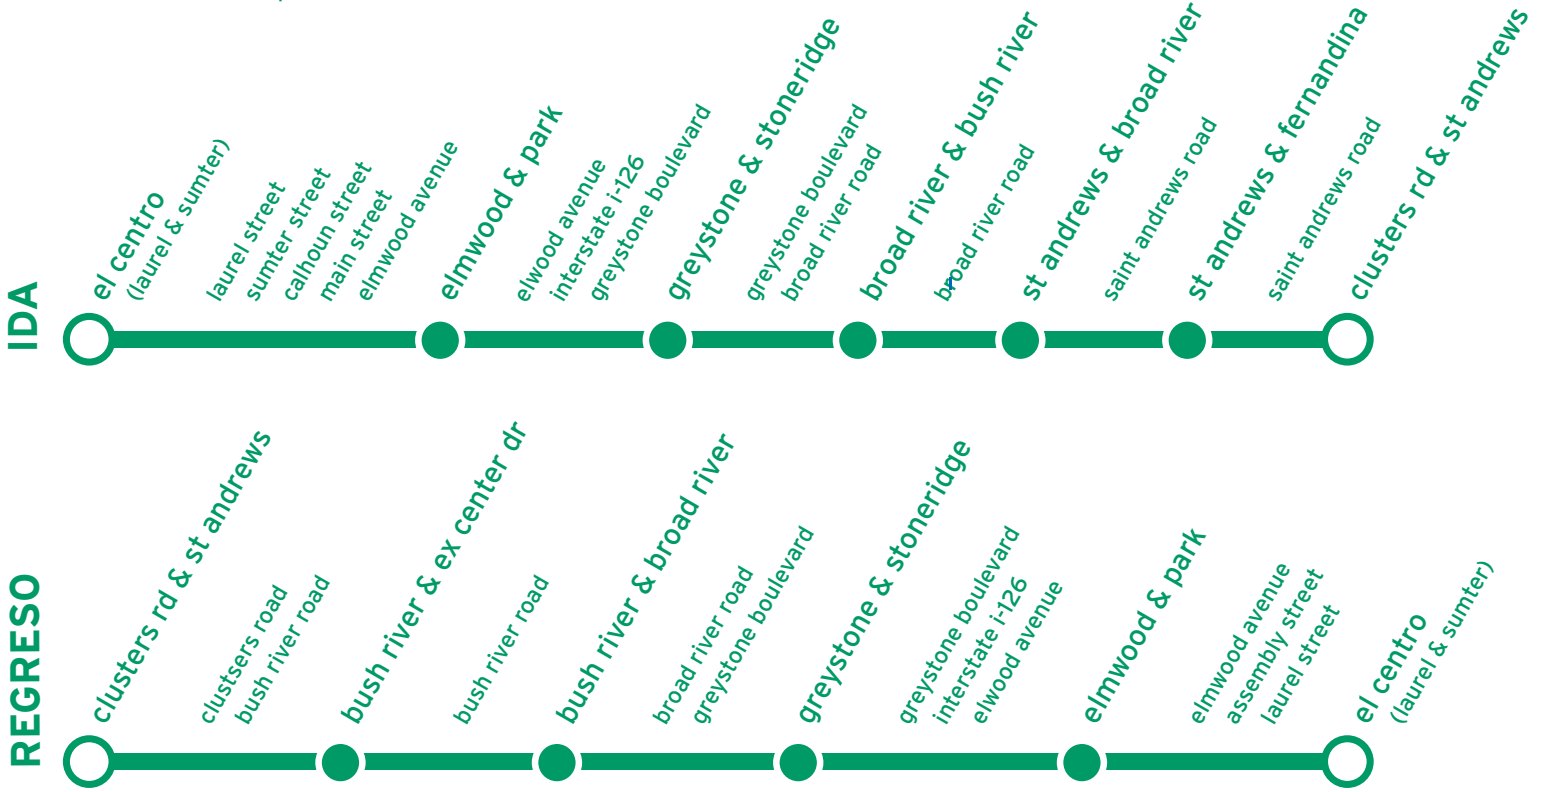 IDA
el centro
(laurel & sumter)
laurel street
sumter street
calhoun street
main street
elmwood avenue
elmwood & park
elwood avenue
interstate i-126
greystone boulevard
greystone & stoneridge
greystone boulevard
broad river road
broad river & bush river
broad river road
st andrews & broad river
saint andrews road
st andrews & fernandina
saint andrews road
clusters rd & st andrews
REGRESO
clusters rd & st andrews
clustsers road
bush river road
bush river & ex center dr
bush river road
bush river & broad river
broad river road
greystone boulevard
greystone & stoneridge
greystone boulevard
interstate i-126
elwood avenue
elmwood & park
elmwood avenue
assembly street
laurel street
el centro
(laurel & sumter)